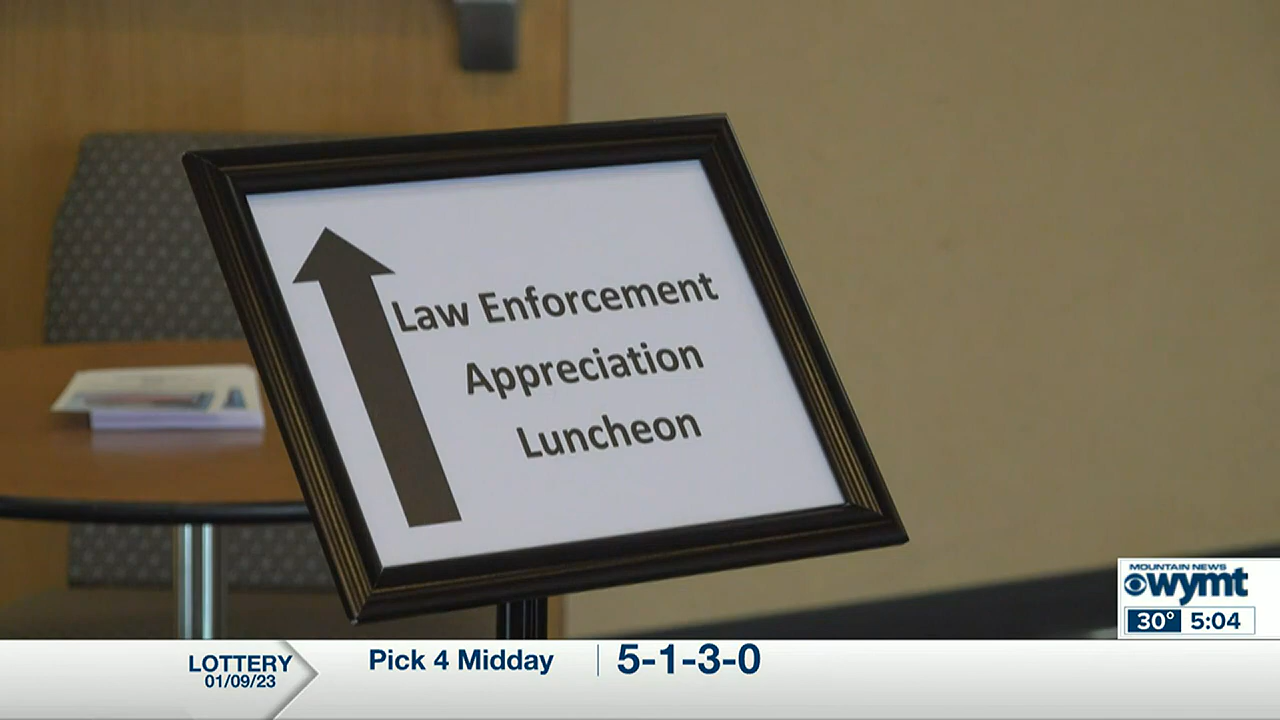 Law Enforcement
Appreciation
Luncheon
MOUNTAIN NEWS
wymt
30° 5:04
LOTTERY
01/09/23
Pick 4 Midday
5-1-3-0